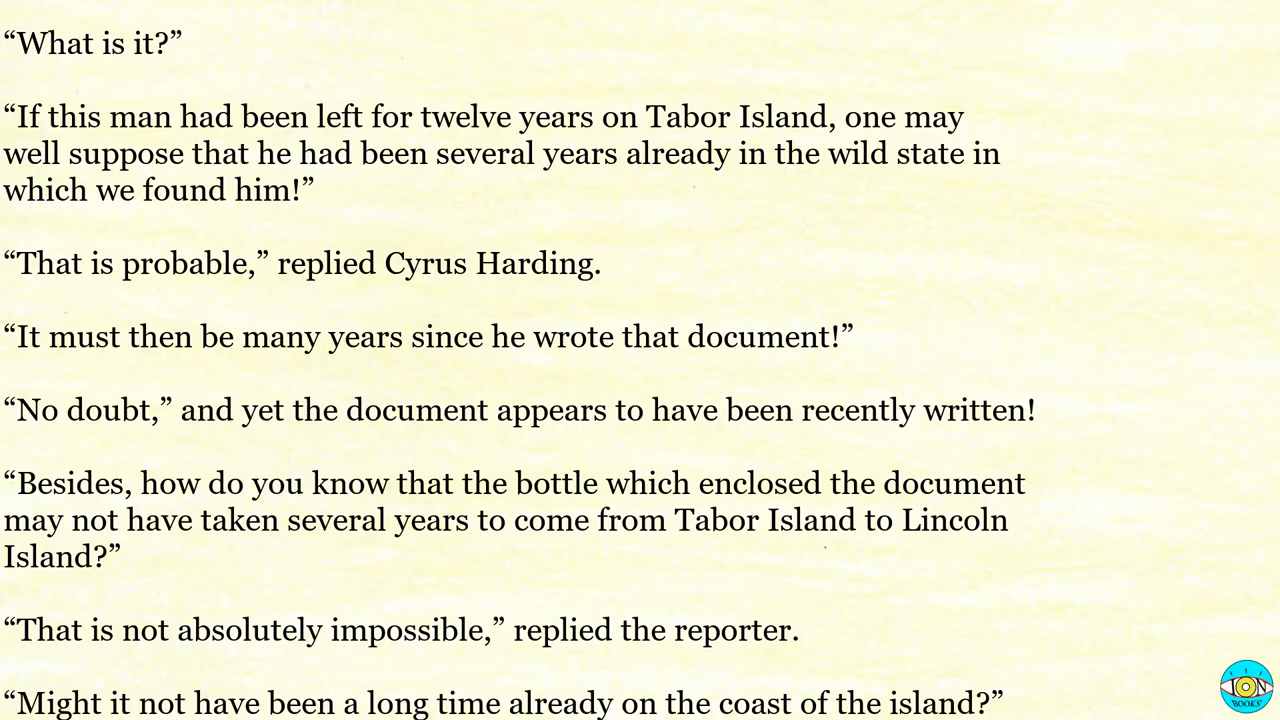 “What is it?”
“If this man had been left for twelve years on Tabor Island, one may
well suppose that he had been several years already in the wild state in
which we found him!”
“That is probable,” replied Cyrus Harding.
“It must then be many years since he wrote that document!”
“No doubt,” and yet the document appears to have been recently written!
“Besides, how do you know that the bottle which enclosed the document
may not have taken several years to come from Tabor Island to Lincoln
Island?”
“That is not absolutely impossible,” replied the reporter.
“Might it not have been a long time already on the coast of the island?”
ION
BOOKS